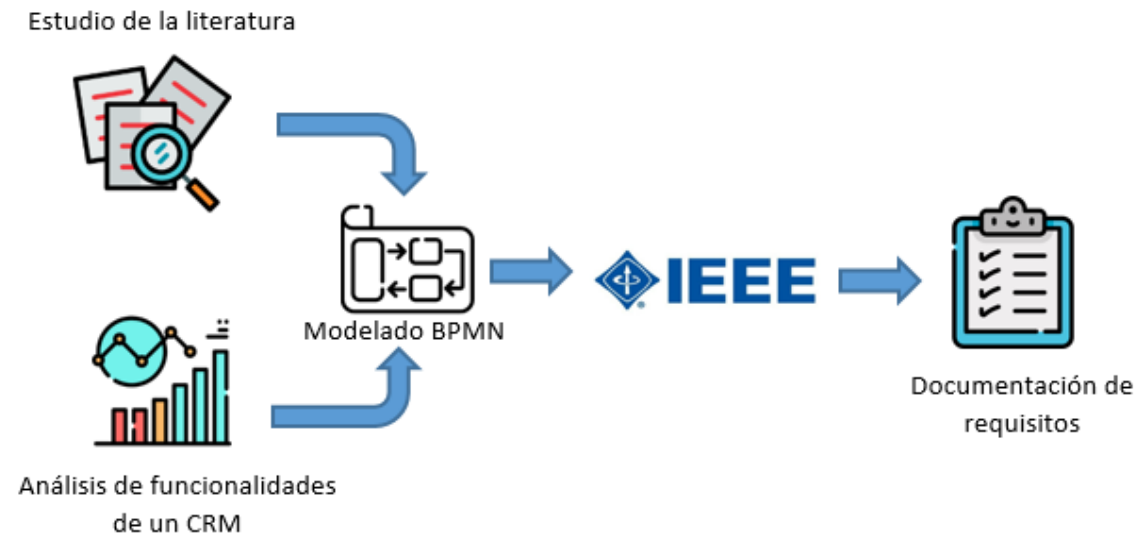 Estudio de la literatura
Modelado BPMN
IEEE
Análisis de funcionalidades
de un CRM
Documentación de
requisitos